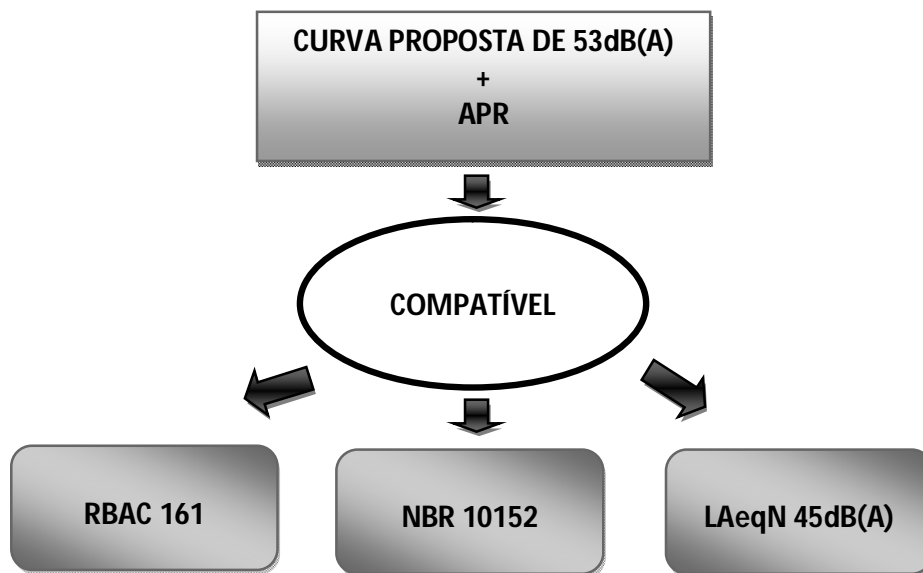 CURVA PROPOSTA DE 53dB(A)
+
APR
COMPATÍVEL
RBAC 161
NBR 10152
LAeqN 45dB(A)